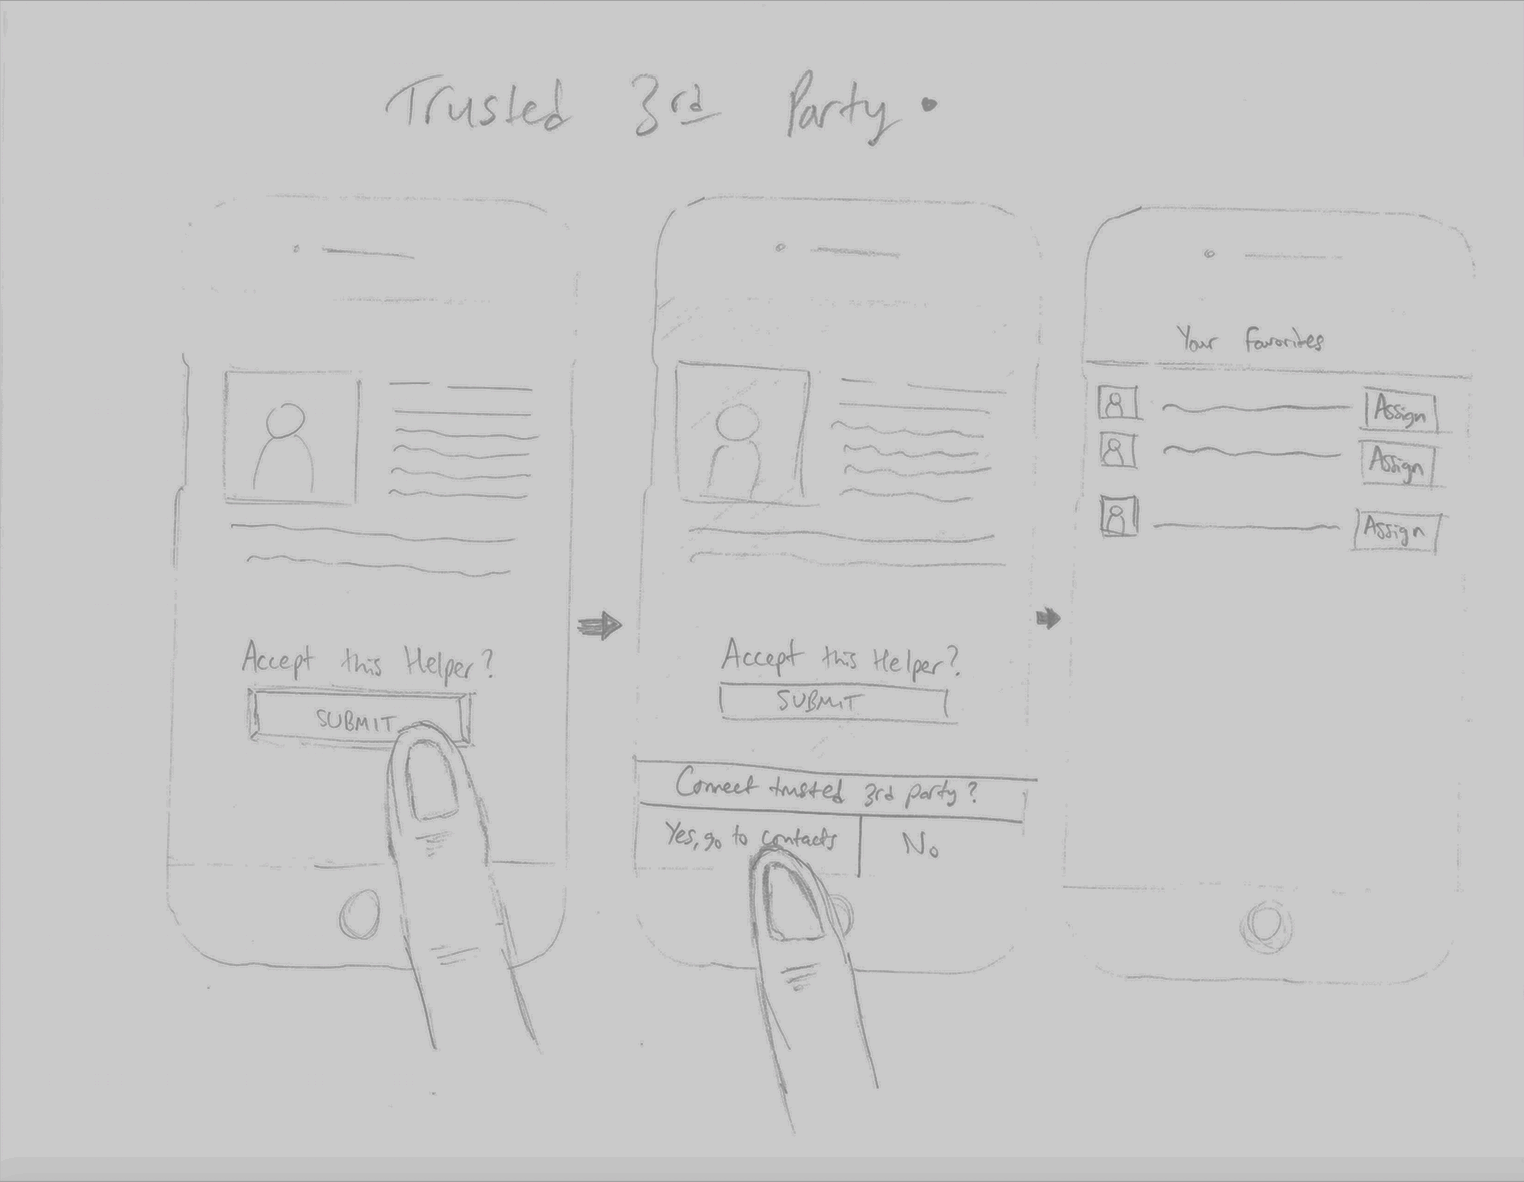 Trusted 3rd Party
Accept this Helper?
SUBMIT
Accept this Helper?
SUBMIT
Connect trusted 3rd party?
Yes, go to contacts
No
Your Favorites
Assign
Assign
Assign